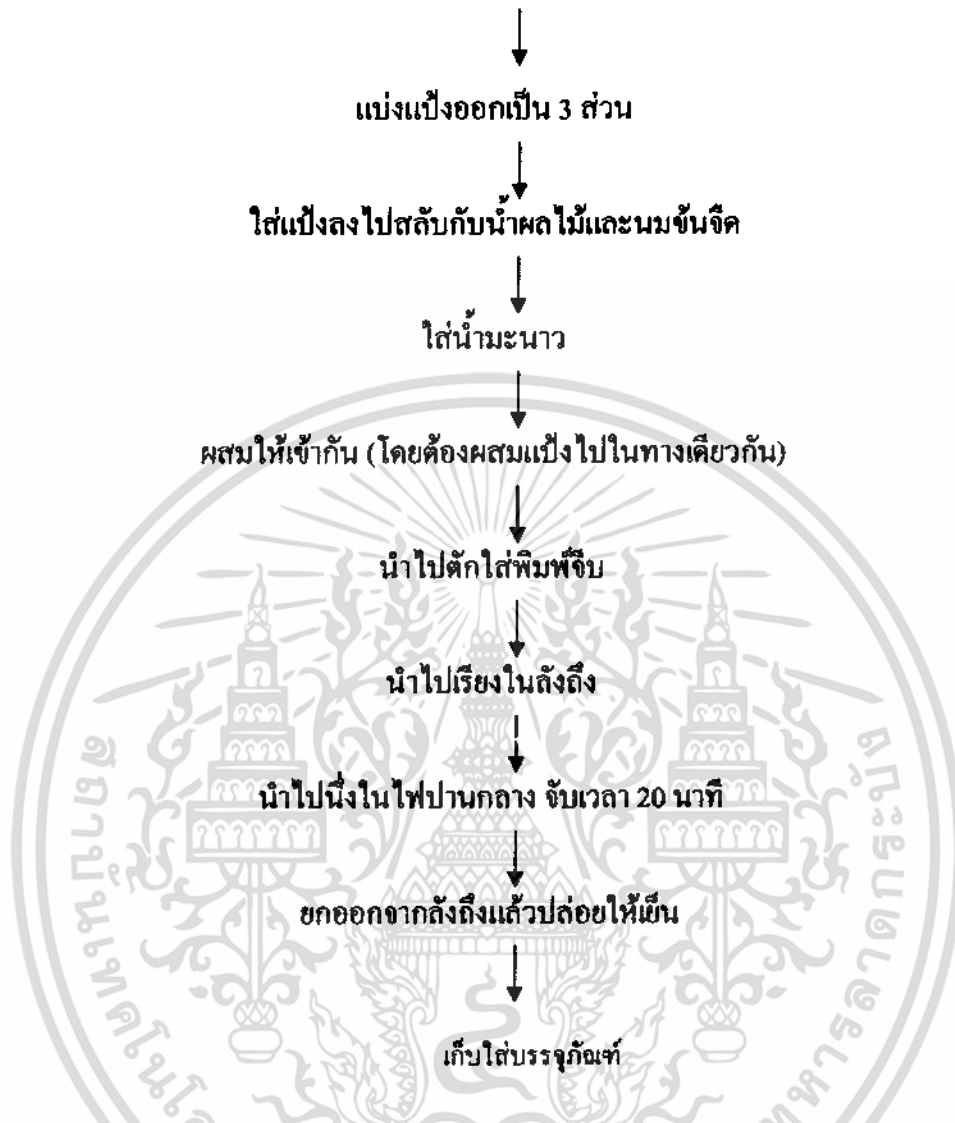 แบ่งแป้งออกเป็น 3 ส่วน
ใส่แป้งลงไปสลับกับน้ำผลไม้และนมข้นจืด
ใส่น้ำมะนาว
ผสมให้เข้ากัน (โดยต้องผสมแป้งไปในทางเดียวกัน)
นำไปตักใส่พิมพ์จีบ
นำไปเรียงในลังถึง
นำไปนึ่งในไฟปานกลาง จับเวลา 20 นาที
ยกออกจากลังถึงแล้วปล่อยให้เย็น
เก็บใส่บรรจุภัณฑ์